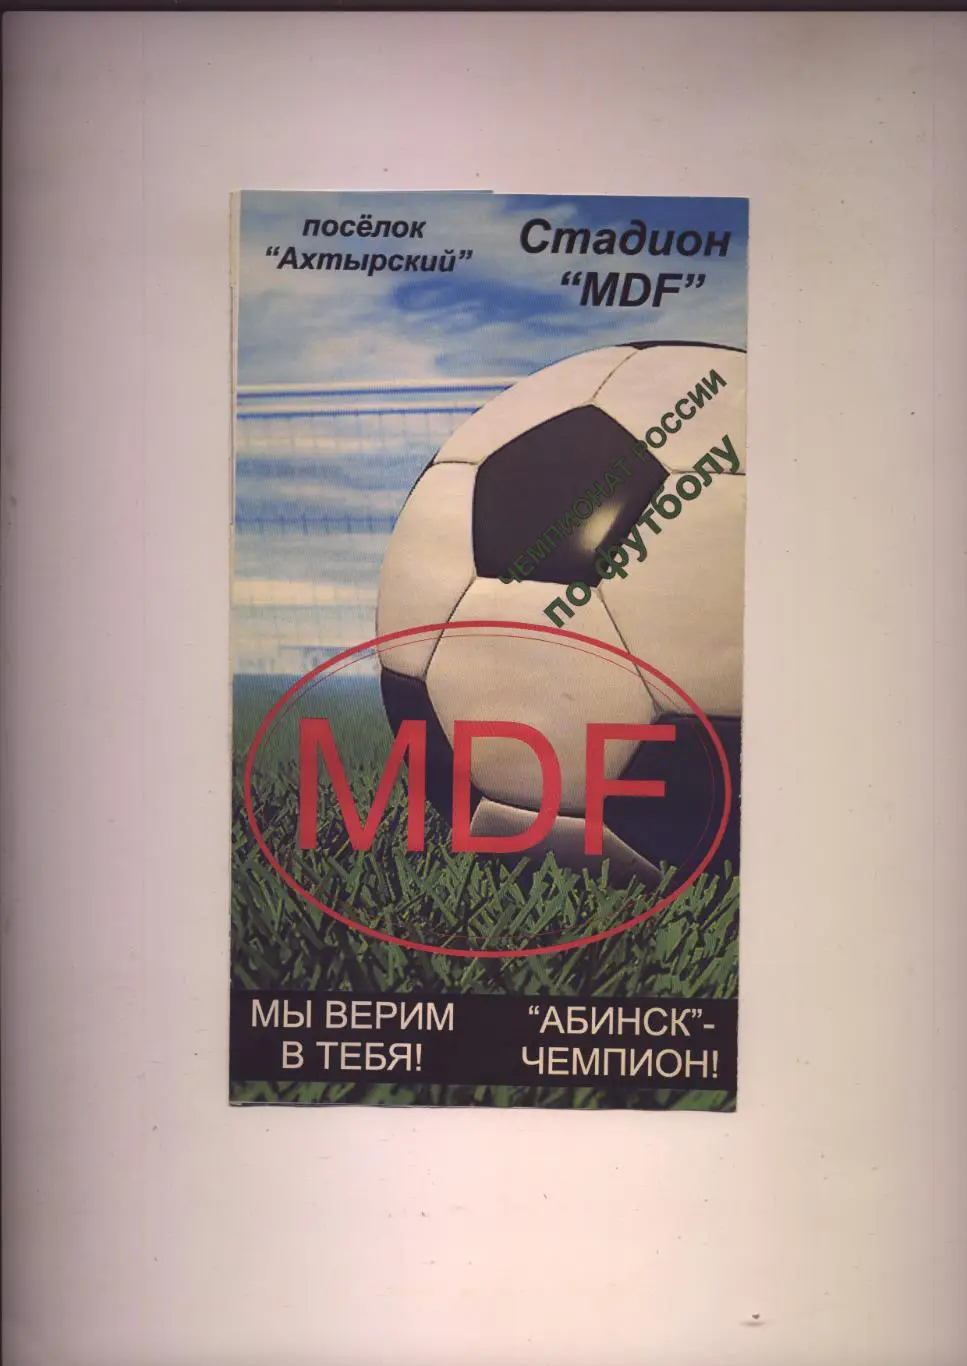 посёлок
“Ахтырский”
Стадион
“MDF”
ЧЕМПИОНАТ РОССИИ
по футболу
MDF
МЫ ВЕРИМ
В ТЕБЯ!
“АБИНСК”-
ЧЕМПИОН!